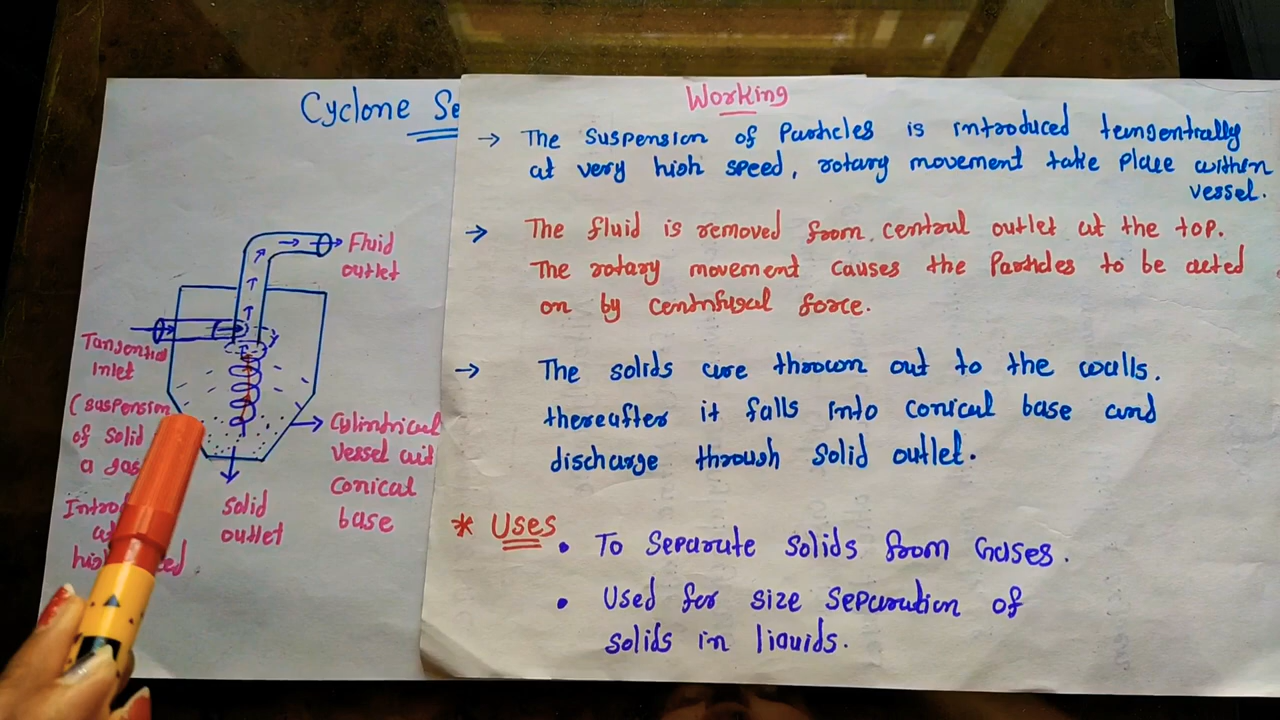 Cyclone Se
Fluid
outlet
Tangential
Inlet
(suspension
of solid
a gas
Introd
at
high
Cylindrical
vessel wit
Conical
base
Solid
outlet
Working
→ The suspension of Particles is introduced tengentrally
at very high speed, rotary movement take place within
vessel.
→ The fluid is removed from central outlet at the top.
The rotary movement causes the Particles to be acted
on by centrifugal force.
→ The solids are thrown out to the walls.
thereafter it falls into conical base and
discharge through solid outlet.
* Uses
• To Separate Solids from Gases.
• Used for size separation of
solids in liquids.